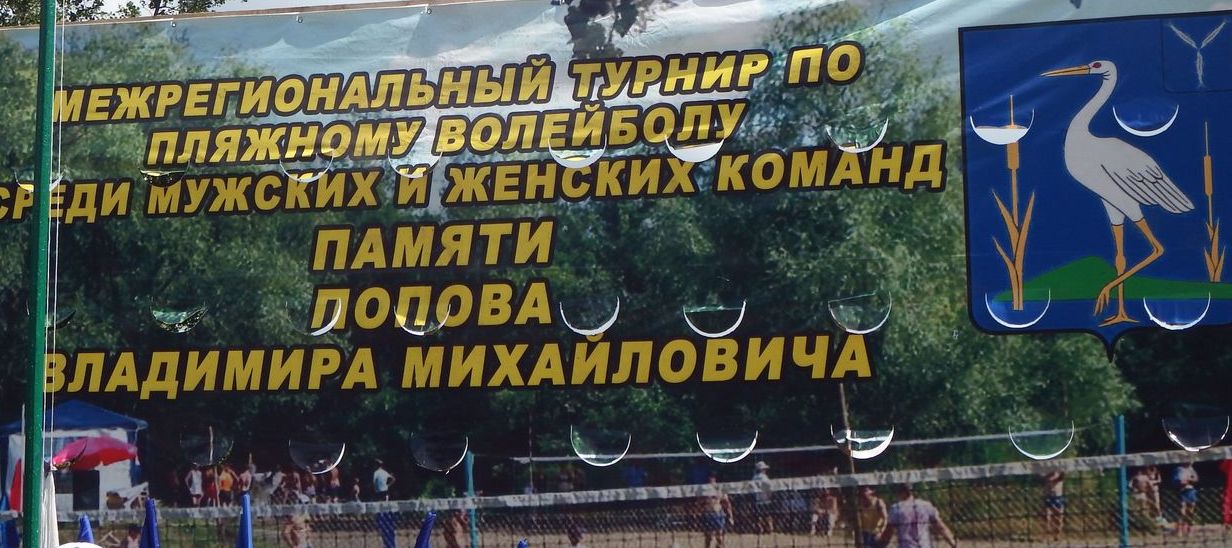 МЕЖРЕГИОНАЛЬНЫЙ ТУРНИР ПО
ПЛЯЖНОМУ ВОЛЕЙБОЛУ
СРЕДИ МУЖСКИХ И ЖЕНСКИХ КОМАНД
ПАМЯТИ
ПОПОВА
ВЛАДИМИРА МИХАЙЛОВИЧА